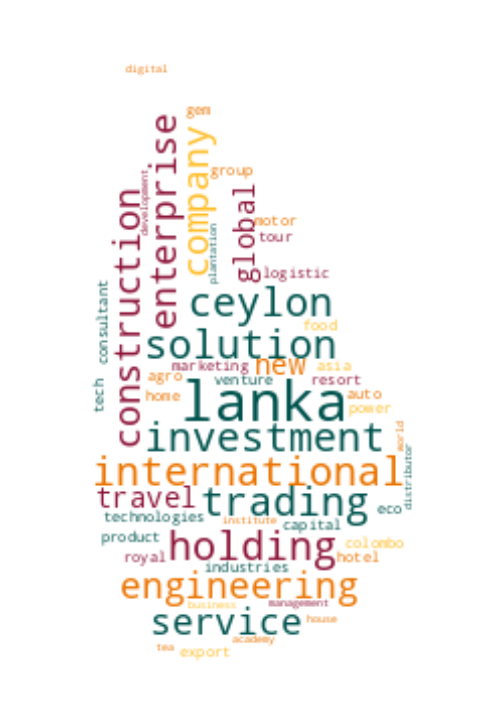 digital
gem
enterprise
company
group
development
construction
global
motor
plantation
tour
logistic
consultant
ceylon
food
solution
marketing
new
asia
tech
agro
venture
resort
home
lanka
auto
power
investment
world
international
distributor
travel
trading
eco
technologies
institute
capital
product
holding
colombo
royal
hotel
industries
engineering
business
management
service
house
academy
tea
export